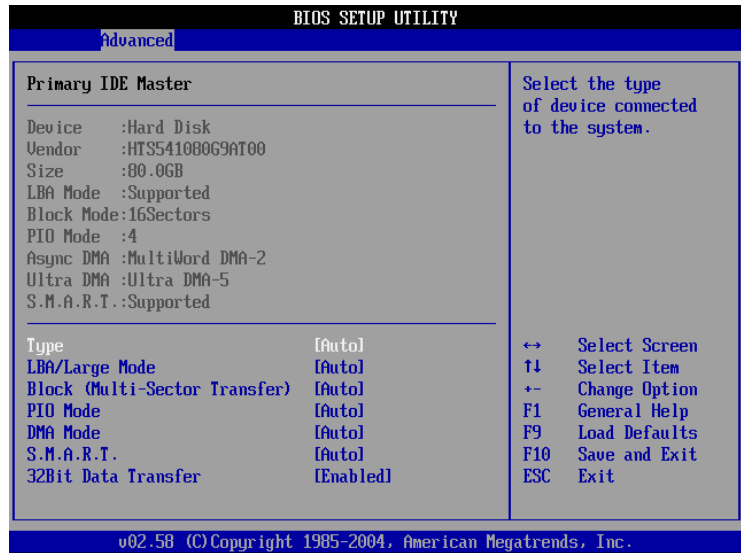 BIOS SETUP UTILITY
Advanced
Primary IDE Master
Device :Hard Disk
Vendor :HTS541080G9AT00
Size :80.0GB
LBA Mode :Supported
Block Mode:16Sectors
PIO Mode :4
Async DMA :MultiWord DMA-2
Ultra DMA :Ultra DMA-5
S.M.A.R.T.:Supported
Type [Auto]
LBA/Large Mode [Auto]
Block (Multi-Sector Transfer) [Auto]
PIO Mode [Auto]
DMA Mode [Auto]
S.M.A.R.T. [Auto]
32Bit Data Transfer [Enabled]
Select the type
of device connected
to the system.
↔ Select Screen
↑↓ Select Item
+- Change Option
F1 General Help
F9 Load Defaults
F10 Save and Exit
ESC Exit
v02.58 (C)Copyright 1985-2004, American Megatrends, Inc.